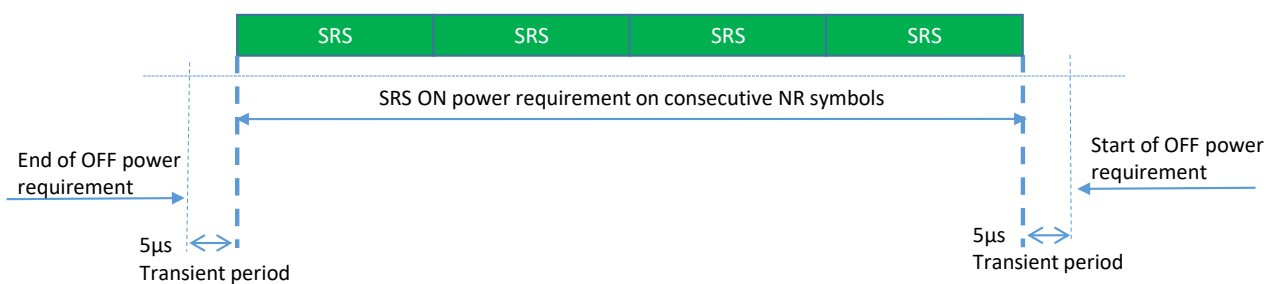 SRS SRS SRS SRS
SRS ON power requirement on consecutive NR symbols
End of OFF power
requirement
Start of OFF power
requirement
5µs
Transient period
5µs
Transient period